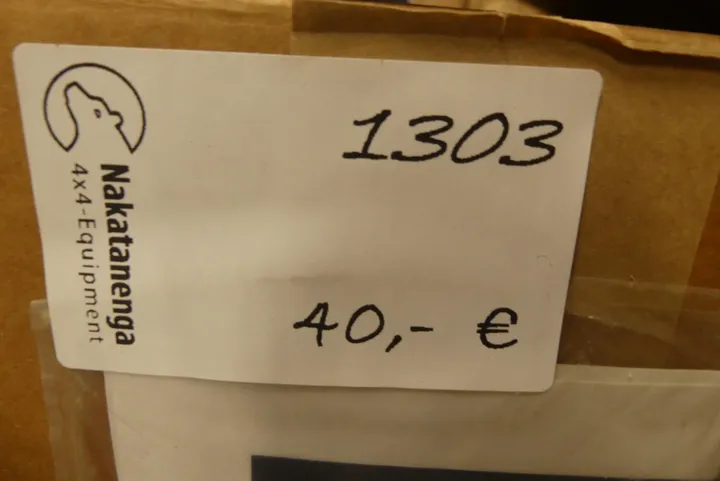 1303
Nakatanenga
4x4-Equipment
40,- €